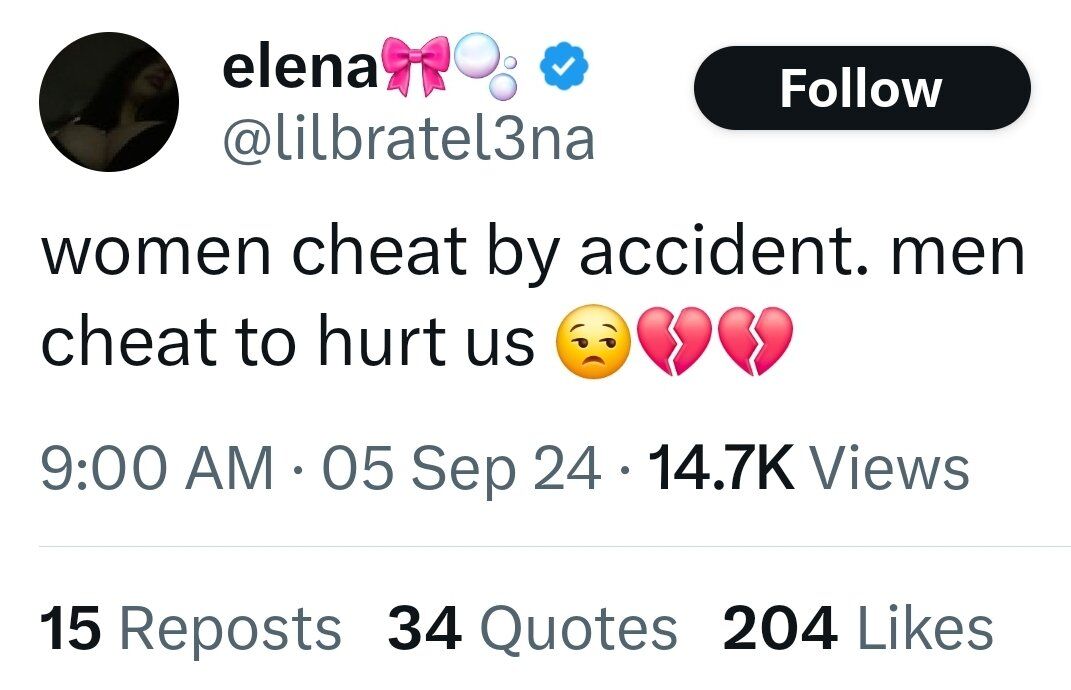 elena🎀🫧
Follow
@lilbratel3na
women cheat by accident. men
cheat to hurt us 😒💔💔
9:00 AM · 05 Sep 24 · 14.7K Views
15 Reposts 34 Quotes 204 Likes